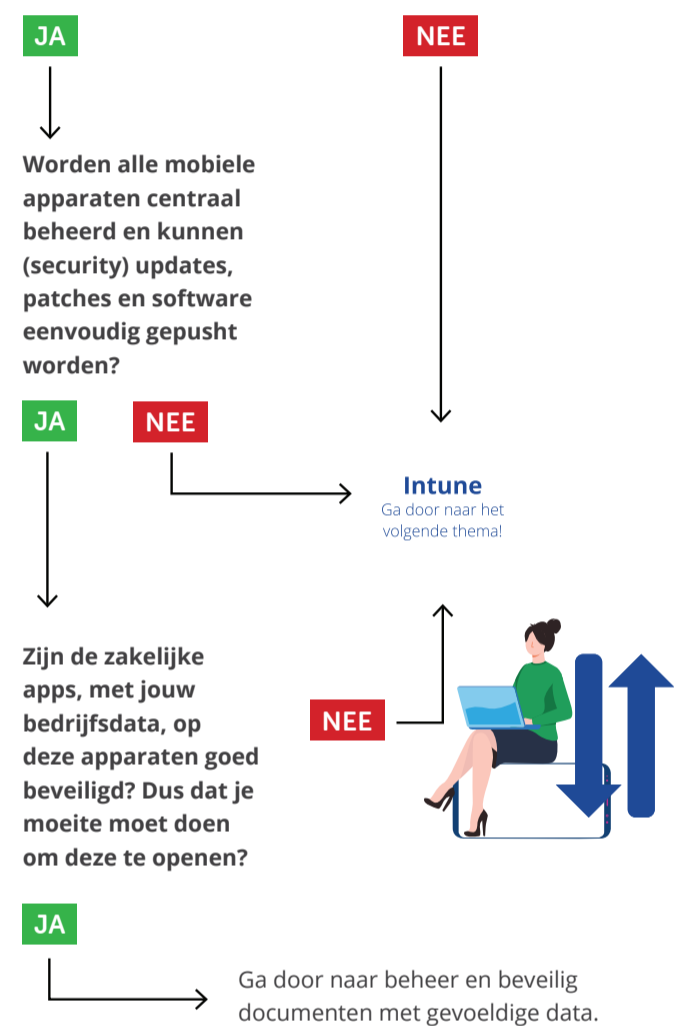 JA
NEE
Worden alle mobiele
apparaten centraal
beheerd en kunnen
(security) updates,
patches en software
eenvoudig gepusht
worden?
JA
NEE
Intune
Ga door naar het
volgende thema!
Zijn de zakelijke
apps, met jouw
bedrijfsdata, op
deze apparaten goed
beveiligd? Dus dat je
moeite moet doen
om deze te openen?
NEE
JA
Ga door naar beheer en beveilig
documenten met gevoeldige data.